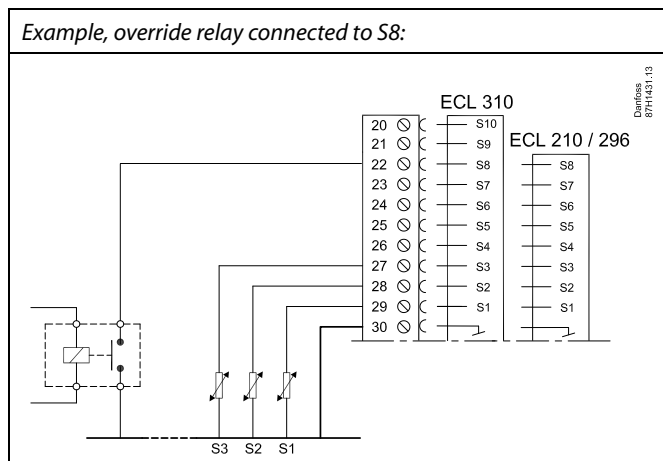 Example, override relay connected to S8:
Danfoss
87H1431.13
ECL 310
ECL 210 / 296
20 S10
21 S9
22 S8 S8
23 S7 S7
24 S6 S6
25 S5 S5
26 S4 S4
27 S3 S3
28 S2 S2
29 S1 S1
30
S3 S2 S1